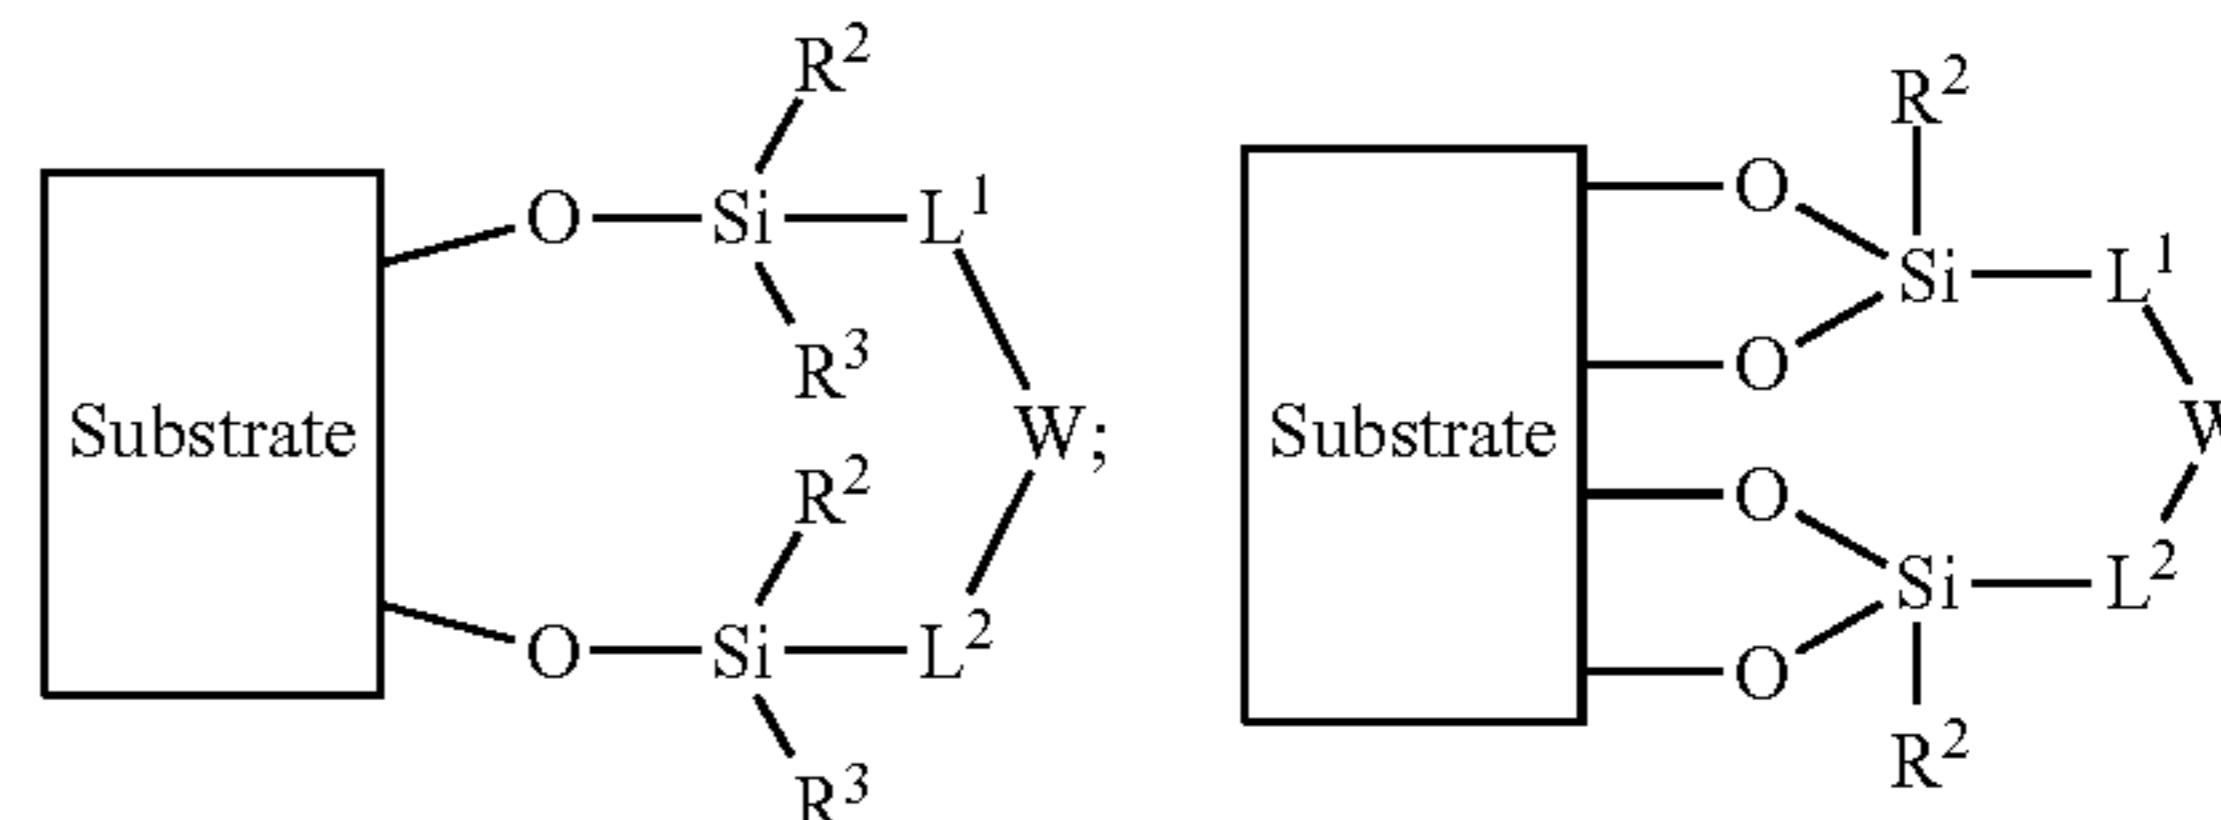 R²
R²
O Si L¹
O
Si L¹
R³
O
Substrate
W;
Substrate
W
R²
O
O Si L²
Si L²
O
R³
R²